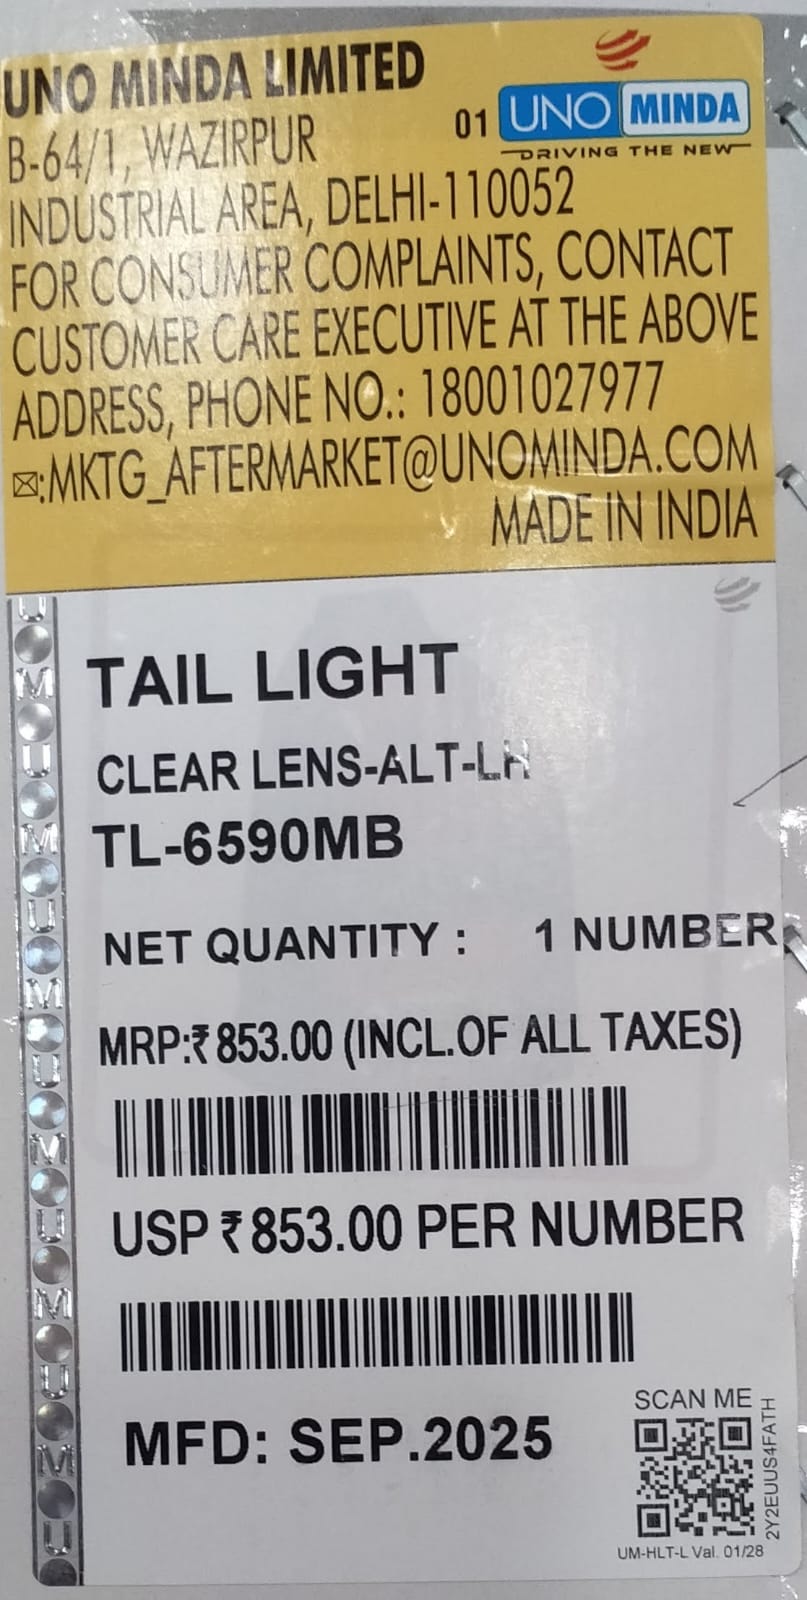 UNO MINDA LIMITED
01 UNO MINDA
DRIVING THE NEW
B-64/1, WAZIRPUR
INDUSTRIAL AREA, DELHI-110052
FOR CONSUMER COMPLAINTS, CONTACT
CUSTOMER CARE EXECUTIVE AT THE ABOVE
ADDRESS, PHONE NO.: 18001027977
✉:MKTG_AFTERMARKET@UNOMINDA.COM
MADE IN INDIA
TAIL LIGHT
CLEAR LENS-ALT-LH
TL-6590MB
NET QUANTITY : 1 NUMBER
MRP:₹853.00 (INCL.OF ALL TAXES)
USP ₹853.00 PER NUMBER
MFD: SEP.2025
SCAN ME
2Y2EUUS4FATH
UM-HLT-L Val. 01/28
U
M
U
M
U
M
U
M
U
M
U
M
U